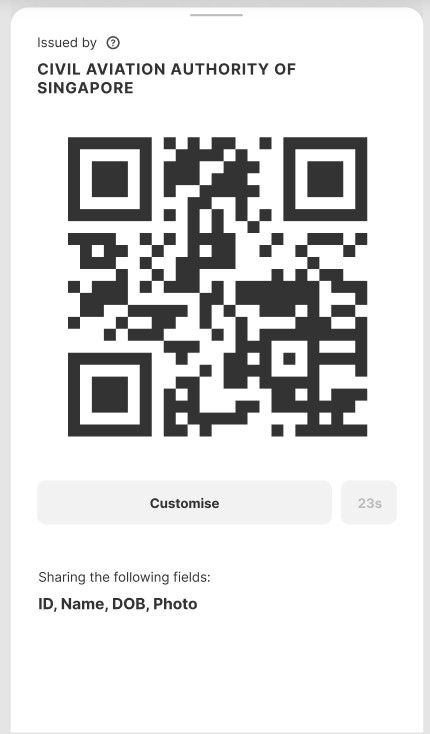 Issued by
CIVIL AVIATION AUTHORITY OF
SINGAPORE
Customise
23s
Sharing the following fields:
ID, Name, DOB, Photo